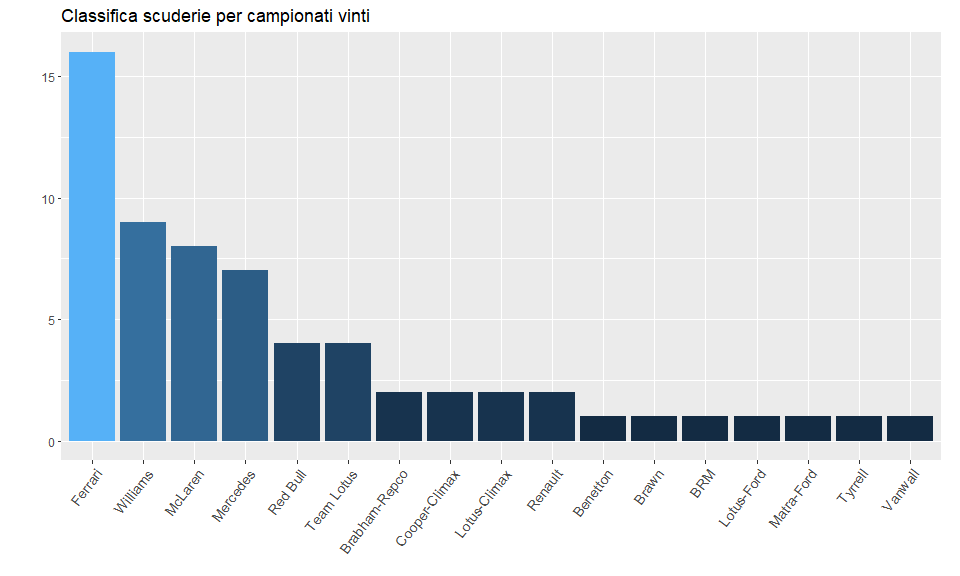 Classifica scuderie per campionati vinti
15
10
5
0
Ferrari
Williams
McLaren
Mercedes
Red Bull
Team Lotus
Brabham-Repco
Cooper-Climax
Lotus-Climax
Renault
Benetton
Brawn
BRM
Lotus-Ford
Matra-Ford
Tyrrell
Vanwall